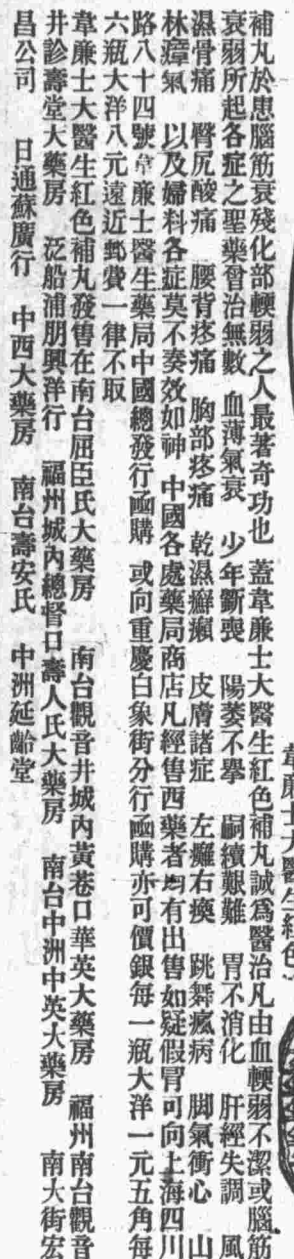 補丸於患腦筋衰殘化部輭弱之人最著奇功也 蓋韋廉士大醫生紅色補丸誠爲醫治凡由血輭弱不潔或腦筋
衰弱所起各症之聖藥曾治無數 血薄氣衰 少年斵喪 陽萎不擧 嗣續艱難 胃不消化 肝經失調 風
濕骨痛 臀尻酸痛 腰背疼痛 胸部疼痛 乾濕癬癩 皮膚諸症 左癱右瘓 跳舞瘋病 脚氣衝心 山
林瘴氣 以及婦科各症莫不奏效如神 中國各處藥局商店凡經售西藥者均有出售如疑假冒可向上海四川
路八十四號韋廉士醫生藥局中國總發行函購 或向重慶白象街分行函購亦可價銀每一瓶大洋一元五角每
六瓶大洋八元遠近郵費一律不取
韋廉士大醫生紅色補丸發售在南台屈臣氏大藥房 南台觀音井城內黃巷口華英大藥房 福州南台觀音
井診壽堂大藥房 泛船浦朋興洋行 福州城內總督口壽人氏大藥房 南台中洲中英大藥房 南大街宏
昌公司 日通蘇廣行 中西大藥房 南台壽安氏 中洲延齡堂